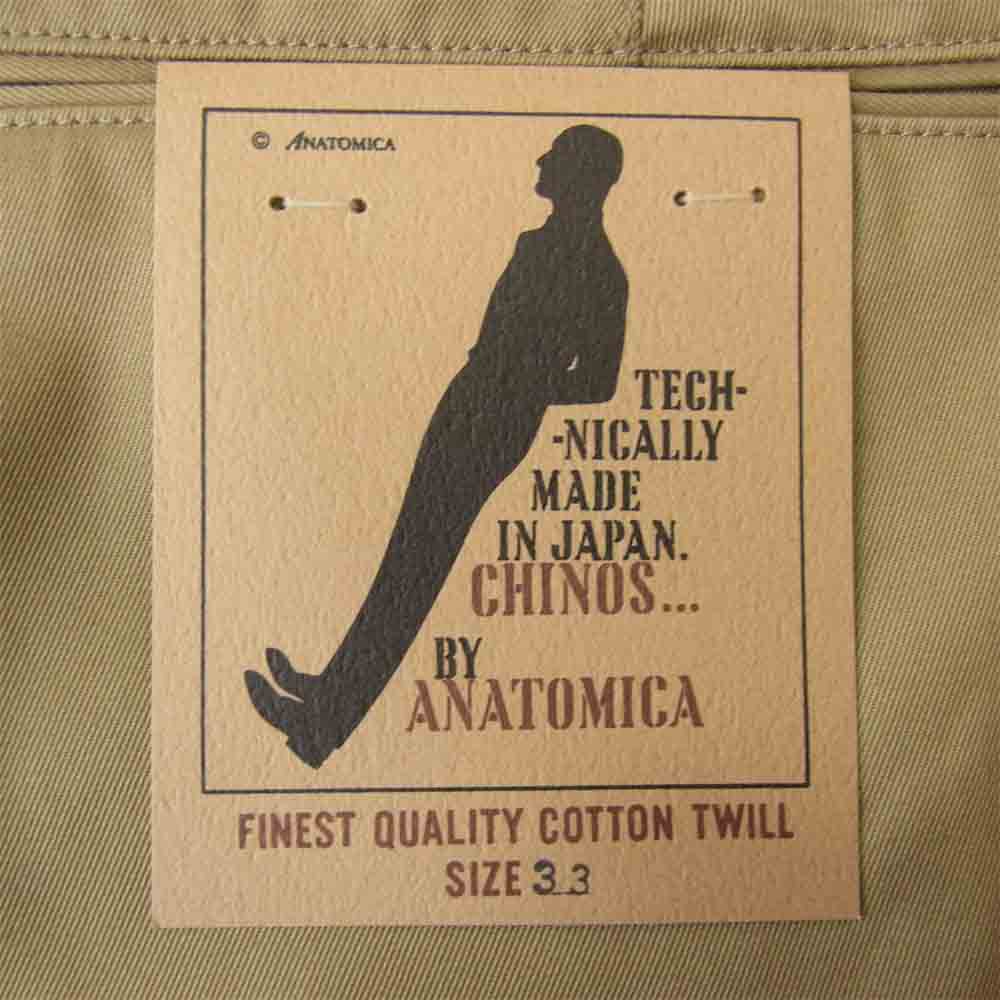 © ANATOMICA
TECH-
-NICALLY
MADE
IN JAPAN.
CHINOS...
BY
ANATOMICA
FINEST QUALITY COTTON TWILL
SIZE 33